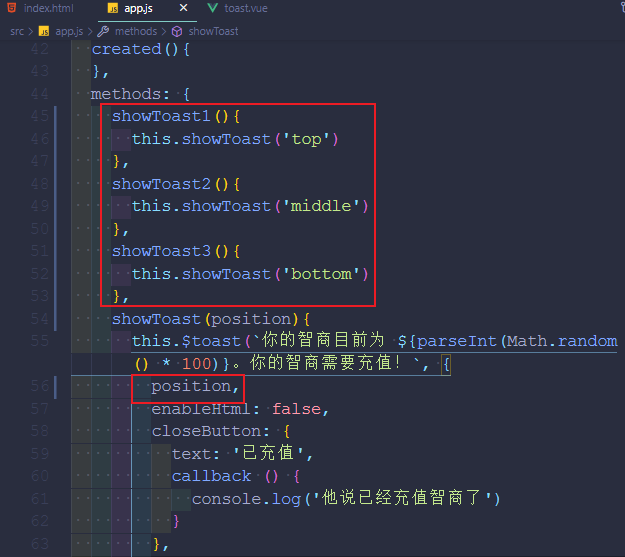 index.html JS app.js × toast.vue
src > JS app.js > methods > showToast
42 created(){
43 },
44 methods: {
45 showToast1(){
46 this.showToast('top')
47 },
48 showToast2(){
49 this.showToast('middle')
50 },
51 showToast3(){
52 this.showToast('bottom')
53 },
54 showToast(position){
55 this.$toast(`你的智商目前为 ${parseInt(Math.random
() * 100)}。你的智商需要充值！`, {
56 position,
57 enableHtml: false,
58 closeButton: {
59 text: '已充值',
60 callback () {
61 console.log('他说已经充值智商了')
62 }
63 },